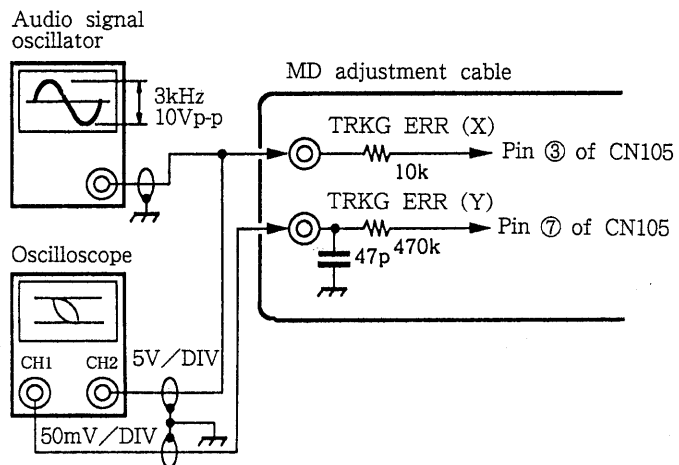 Audio signal
oscillator
3kHz
10Vp-p
MD adjustment cable
TRKG ERR (X)
10k
Pin ③ of CN105
TRKG ERR (Y)
47p
470k
Pin ⑦ of CN105
Oscilloscope
CH1
CH2
5V/DIV
50mV/DIV